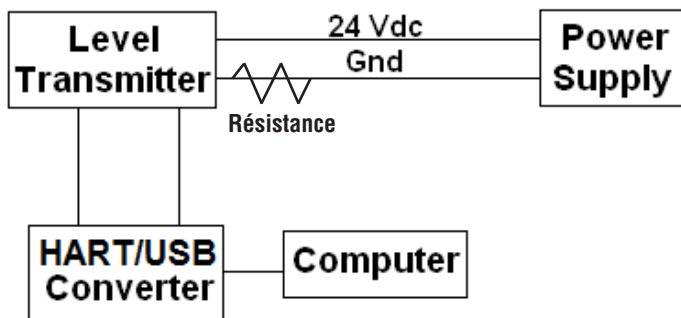 Level
Transmitter
24 Vdc
Gnd
Résistance
Power
Supply
HART/USB
Converter
Computer